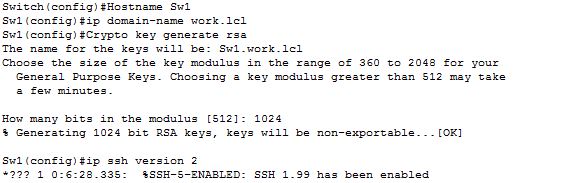 Switch(config)#Hostname Sw1
Sw1(config)#ip domain-name work.lcl
Sw1(config)#Crypto key generate rsa
The name for the keys will be: Sw1.work.lcl
Choose the size of the key modulus in the range of 360 to 2048 for your
General Purpose Keys. Choosing a key modulus greater than 512 may take
a few minutes.
How many bits in the modulus [512]: 1024
% Generating 1024 bit RSA keys, keys will be non-exportable...[OK]
Sw1(config)#ip ssh version 2
*??? 1 0:6:28.335: %SSH-5-ENABLED: SSH 1.99 has been enabled